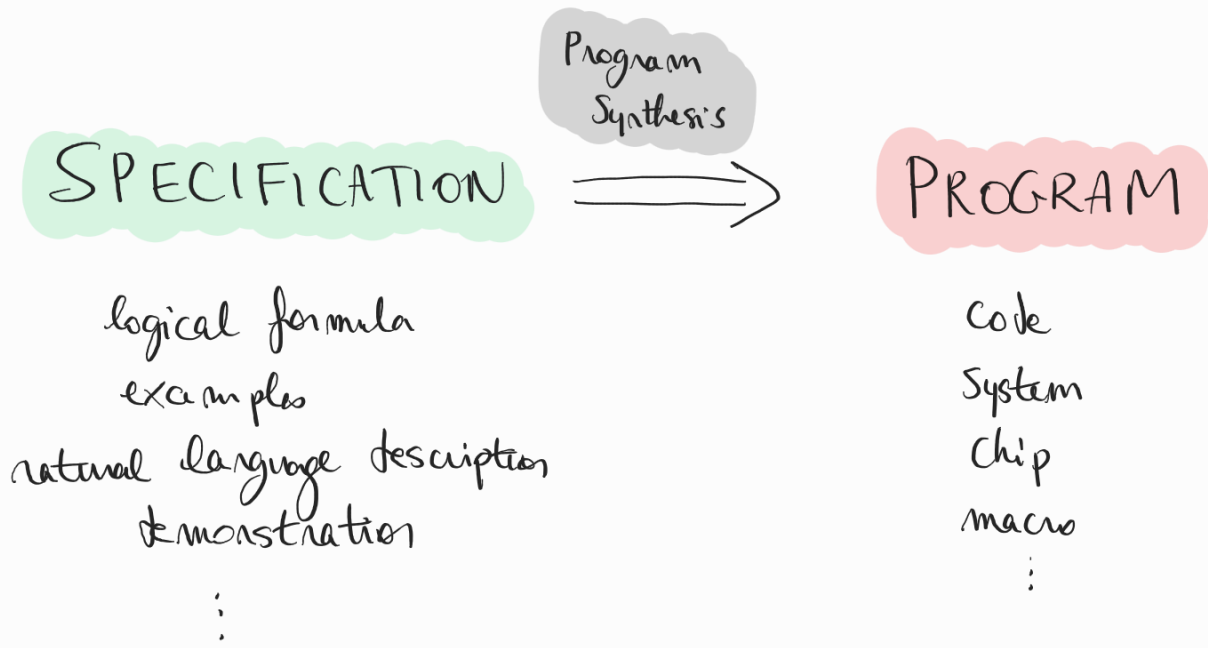 Program
Synthesis
SPECIFICATION
PROGRAM
logical formula
examples
natural language description
demonstration
⋮
code
System
Chip
macro
⋮